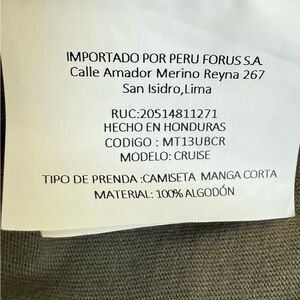 IMPORTADO POR PERU FORUS S.A.
Calle Amador Merino Reyna 267
San Isidro,Lima
RUC:20514811271
HECHO EN HONDURAS
CODIGO : MT13UBCR
MODELO: CRUISE
TIPO DE PRENDA :CAMISETA MANGA CORTA
MATERIAL: 100% ALGODÓN